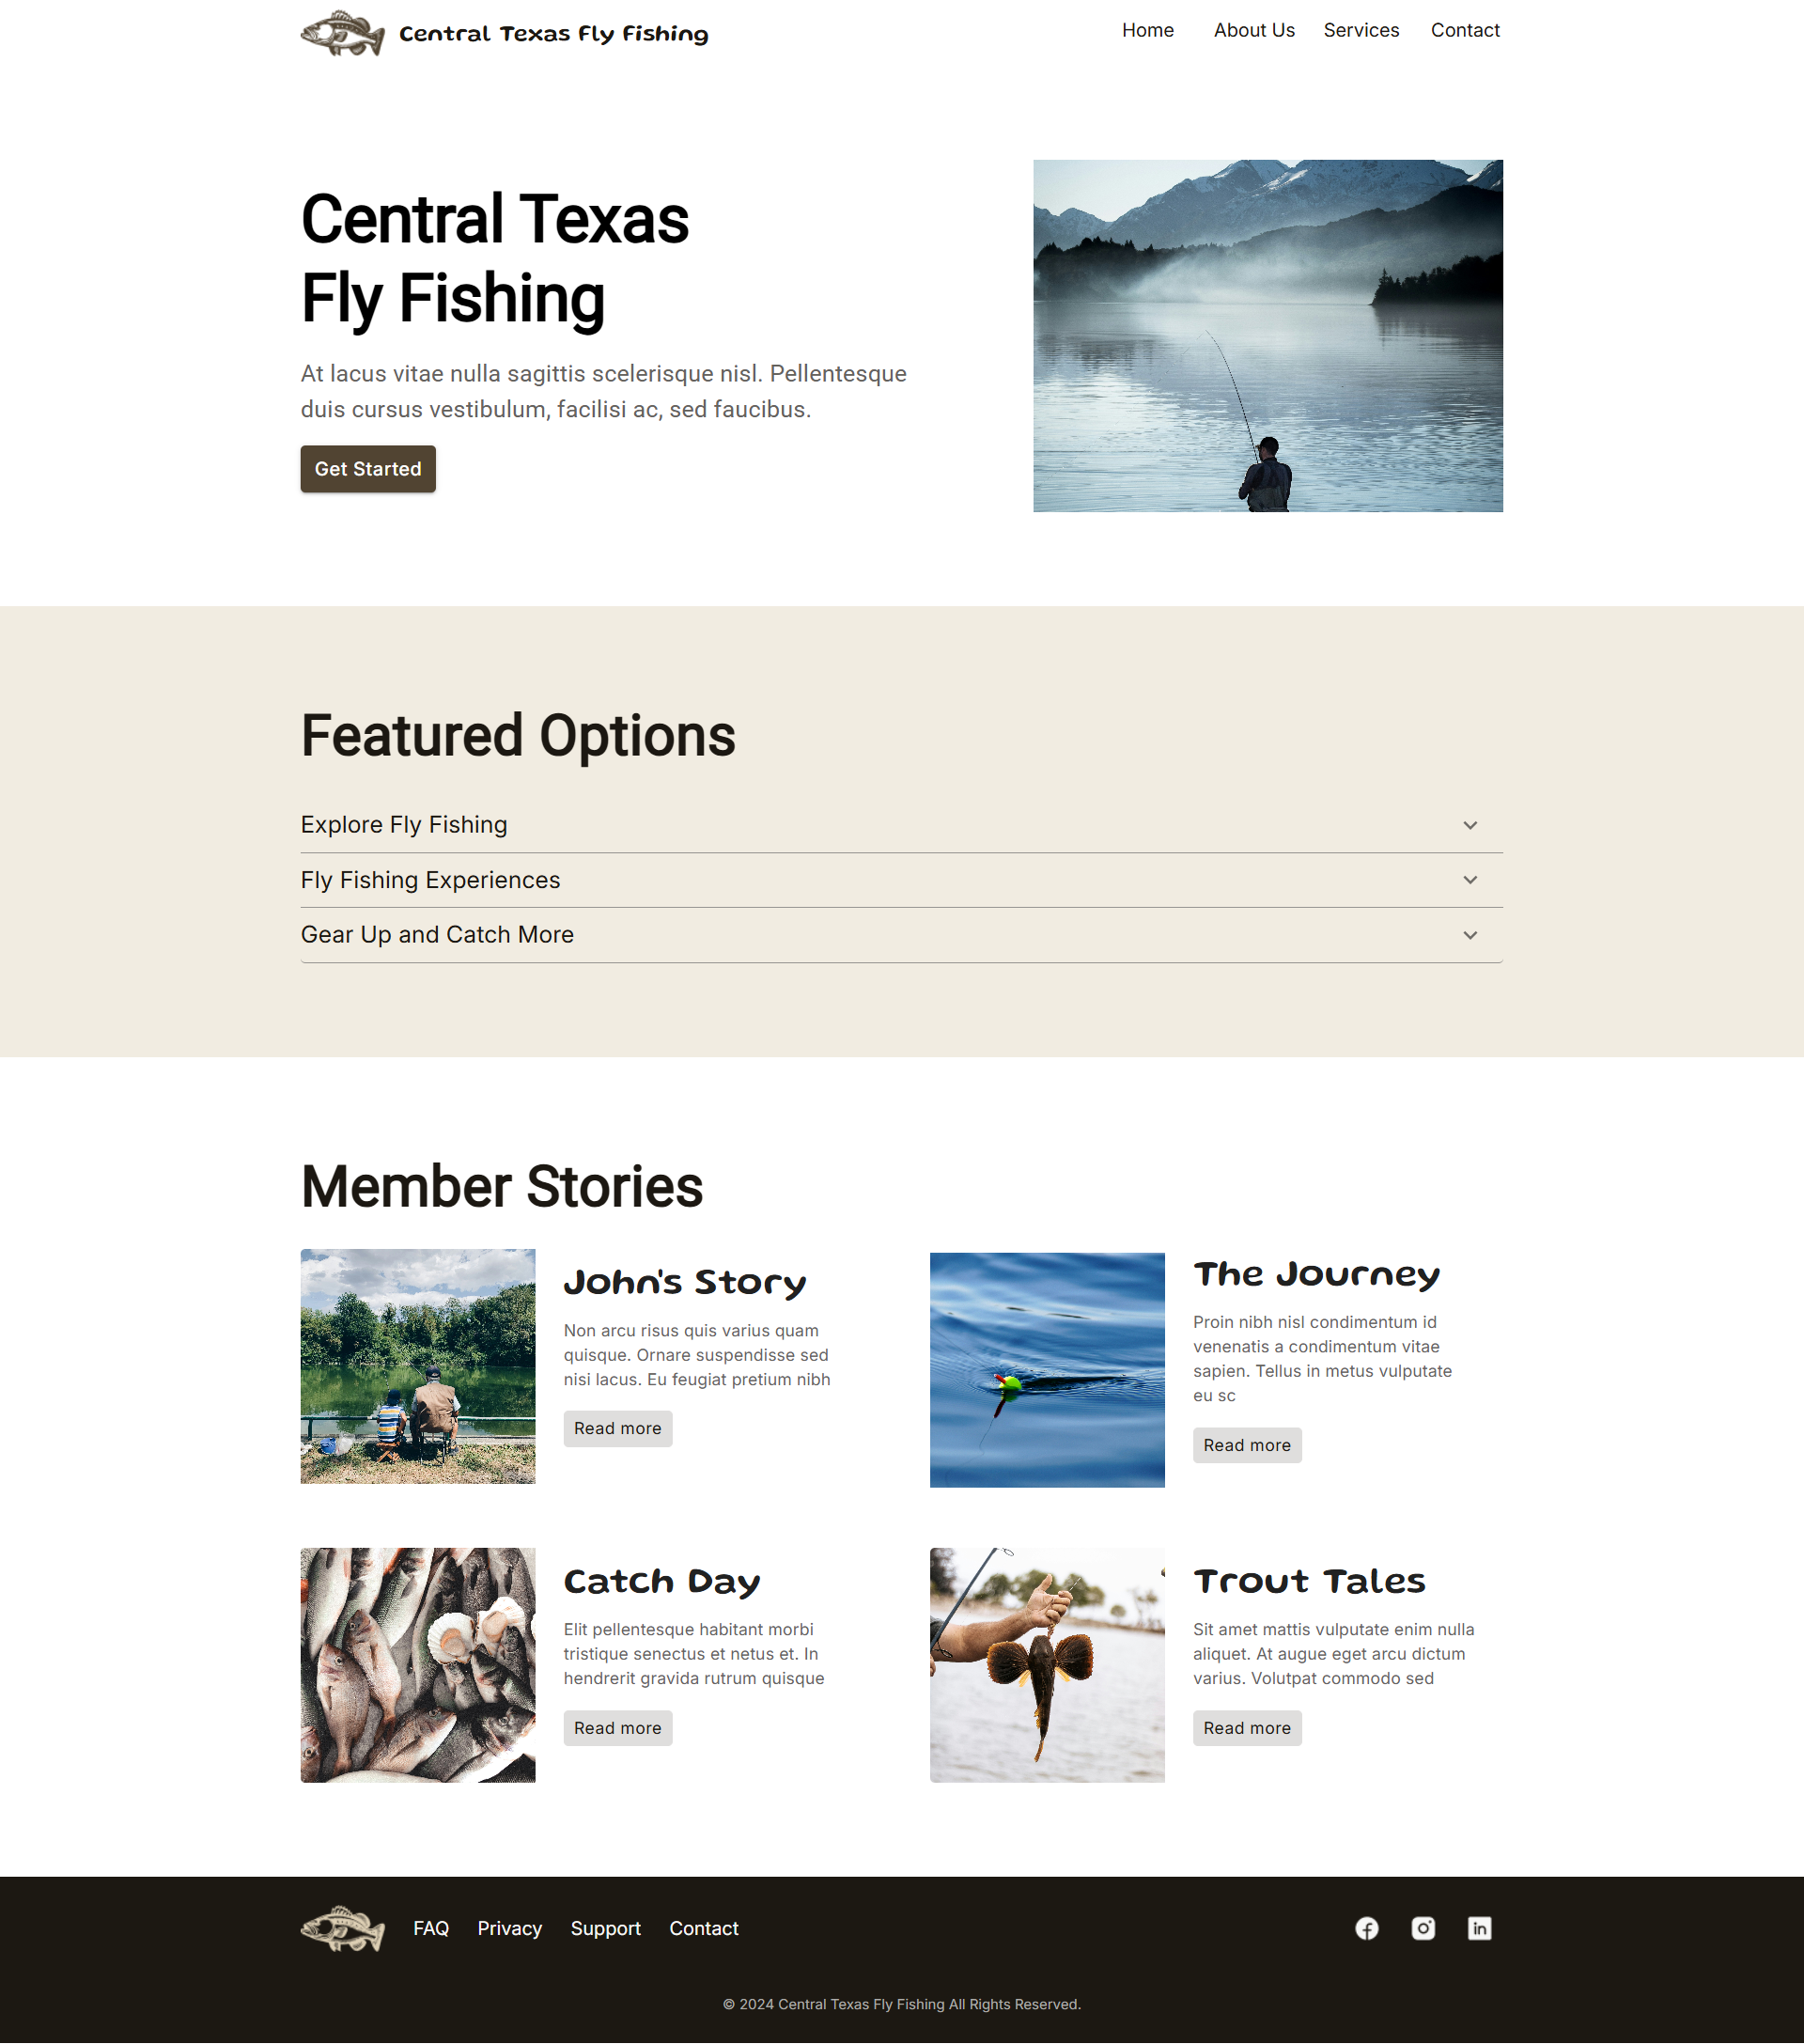 Central Texas Fly Fishing
Home About Us Services Contact
Central Texas
Fly Fishing
At lacus vitae nulla sagittis scelerisque nisl. Pellentesque
duis cursus vestibulum, facilisi ac, sed faucibus.
Get Started
Featured Options
Explore Fly Fishing
Fly Fishing Experiences
Gear Up and Catch More
Member Stories
John's Story
Non arcu risus quis varius quam
quisque. Ornare suspendisse sed
nisi lacus. Eu feugiat pretium nibh
Read more
The Journey
Proin nibh nisl condimentum id
venenatis a condimentum vitae
sapien. Tellus in metus vulputate
eu sc
Read more
Catch Day
Elit pellentesque habitant morbi
tristique senectus et netus et. In
hendrerit gravida rutrum quisque
Read more
Trout Tales
Sit amet mattis vulputate enim nulla
aliquet. At augue eget arcu dictum
varius. Volutpat commodo sed
Read more
FAQ Privacy Support Contact
© 2024 Central Texas Fly Fishing All Rights Reserved.